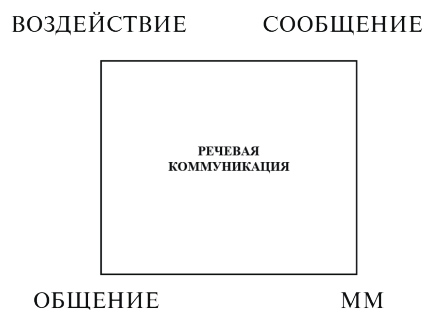 ВОЗДЕЙСТВИЕ СООБЩЕНИЕ
РЕЧЕВАЯ
КОММУНИКАЦИЯ
ОБЩЕНИЕ ММ